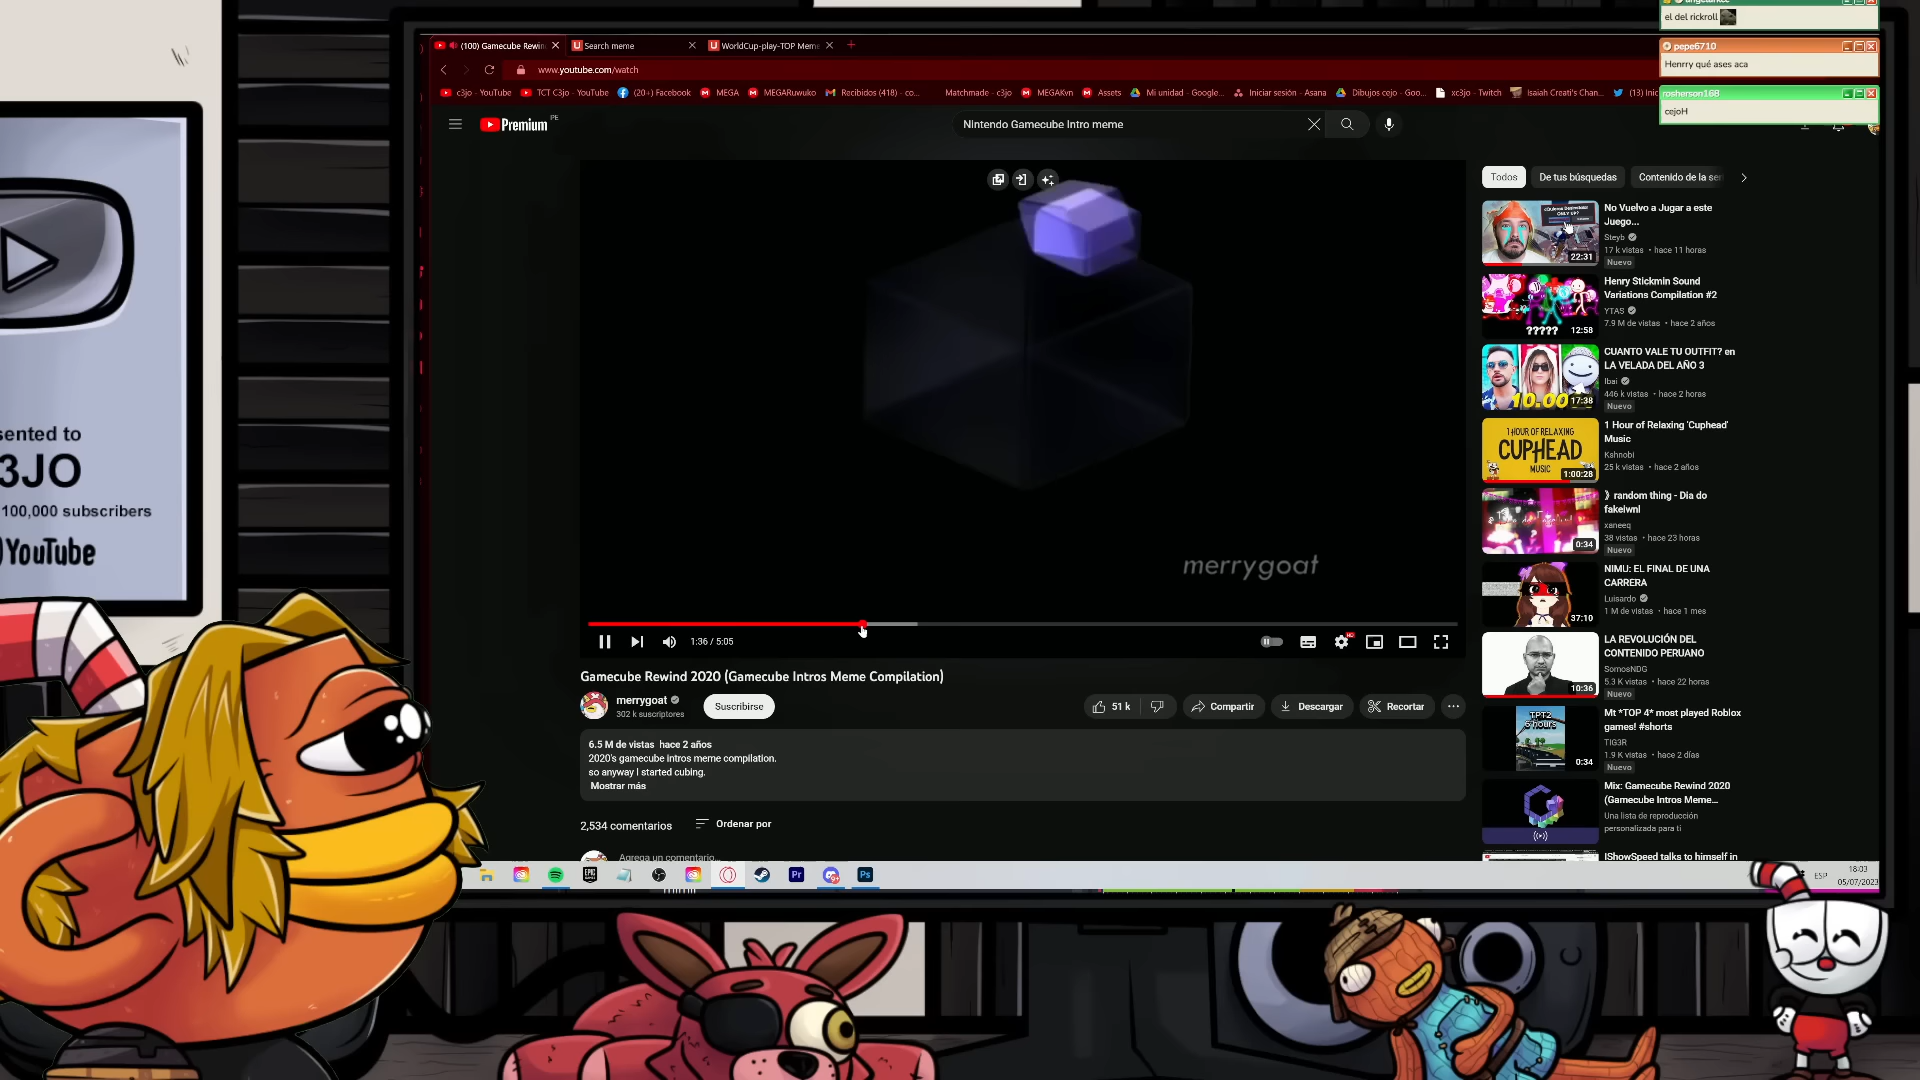 sented to
3JO
100,000 subscribers
YouTube
(100) Gamecube Rewin
Search meme
WorldCup-play-TOP Meme
www.youtube.com/watch
c3jo - YouTube
TCT C3jo - YouTube
(20+) Facebook
MEGA
MEGARuwuko
Recibidos (418) - co...
Matchmade - c3jo
MEGAKvn
Assets
Mi unidad - Google...
Iniciar sesión - Asana
Dibujos cejo - Goo...
xc3jo - Twitch
Isaiah Creati's Chan...
(13) Inic
el del rickroll
pepe6710
Henrry qué ases aca
rosherson168
cejoH
Premium PE
Nintendo Gamecube Intro meme
merrygoat
1:36 / 5:05
Gamecube Rewind 2020 (Gamecube Intros Meme Compilation)
merrygoat
302 k suscriptores
Suscribirse
51 k
Compartir
Descargar
Recortar
6.5 M de vistas hace 2 años
2020's gamecube intros meme compilation.
so anyway I started cubing.
Mostrar más
2,534 comentarios
Ordenar por
Agrega un comentario...
Todos
De tus búsquedas
Contenido de la ser
22:31
No Vuelvo a Jugar a este
Juego...
Steyb
17 k vistas • hace 11 horas
Nuevo
?????
12:58
Henry Stickmin Sound
Variations Compilation #2
YTAS
7.9 M de vistas • hace 2 años
10.00
17:38
CUANTO VALE TU OUTFIT? en
LA VELADA DEL AÑO 3
Ibai
446 k vistas • hace 2 horas
Nuevo
1 HOUR OF RELAXING
CUPHEAD
MUSIC
1:00:28
1 Hour of Relaxing 'Cuphead'
Music
Kshnobi
25 k vistas • hace 2 años
0:34
》random thing - Dia do
fakeiwnl
xaneeq
38 vistas • hace 23 horas
Nuevo
37:10
NIMU: EL FINAL DE UNA
CARRERA
Luisardo
1 M de vistas • hace 1 mes
10:36
LA REVOLUCIÓN DEL
CONTENIDO PERUANO
SomosNDG
5.3 K vistas • hace 22 horas
Nuevo
TPT2
6 hours
0:34
Mt *TOP 4* most played Roblox
games! #shorts
TIG3R
1.9 K vistas • hace 2 días
Nuevo
Mix: Gamecube Rewind 2020
(Gamecube Intros Meme...
Una lista de reproducción
personalizada para ti
IShowSpeed talks to himself in
EPIC
GAMES
Pr
Ps
ESP
18:03
05/07/2023